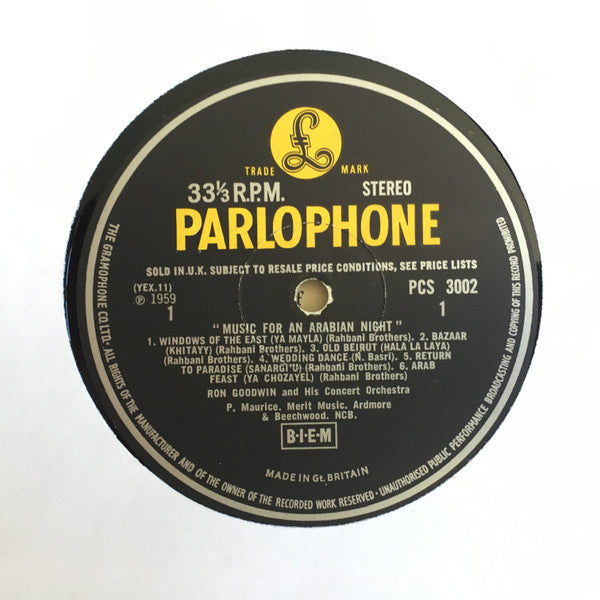 £
TRADE MARK
33⅓ R.P.M. STEREO
PARLOPHONE
SOLD IN U.K. SUBJECT TO RESALE PRICE CONDITIONS, SEE PRICE LISTS
(YEX.11) PCS 3002
℗ 1959
1 1
"MUSIC FOR AN ARABIAN NIGHT"
1. WINDOWS OF THE EAST (YA MAYLA) (Rahbani Brothers). 2. BAZAAR
(KHITAYY) (Rahbani Brothers). 3. OLD BEIRUT (HALA LA LAYA)
(Rahbani Brothers). 4. WEDDING DANCE (N. Basri). 5. RETURN
TO PARADISE (SANARGI'U) (Rahbani Brothers). 6. ARAB
FEAST (YA CHOZAYEL) (Rahbani Brothers)
RON GOODWIN and His Concert Orchestra
P. Maurice, Merit Music, Ardmore
& Beechwood. NCB.
B·I·E·M
MADE IN Gt. BRITAIN
THE GRAMOPHONE CO. LTD· ALL RIGHTS OF THE MANUFACTURER AND OF THE OWNER OF THE RECORDED WORK RESERVED · UNAUTHORISED PUBLIC PERFORMANCE BROADCASTING AND COPYING OF THIS RECORD PROHIBITED